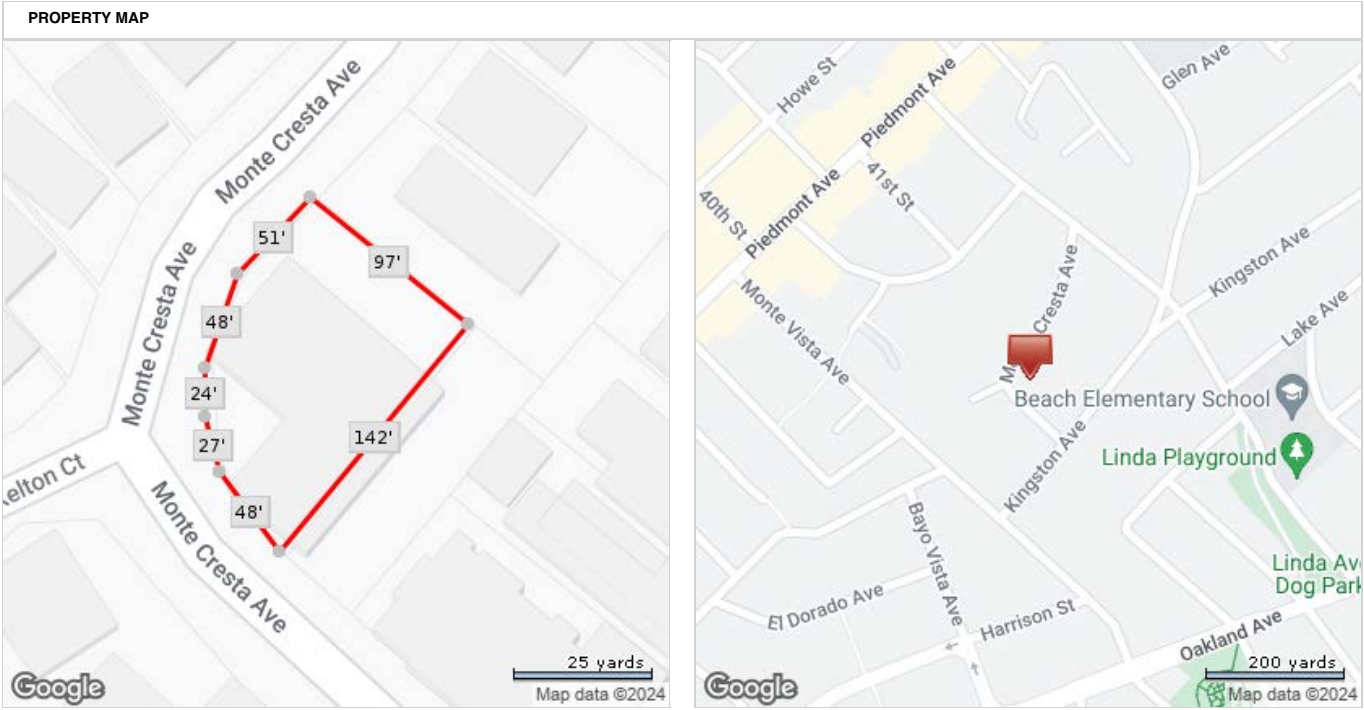 PROPERTY MAP
Monte Cresta Ave
51'
97'
Monte Cresta Ave
48'
24'
27'
142'
elton Ct
48'
Monte Cresta Ave
25 yards
Google
Map data ©2024
Howe St
Piedmont Ave
Glen Ave
41st St
40th St
Piedmont Ave
Monte Vista Ave
Cresta Ave
M
Kingston Ave
Lake Ave
Beach Elementary School
Linda Playground
Kingston Ave
Bayo Vista Ave
Linda Av
Dog Park
El Dorado Ave
Harrison St
Oakland Ave
200 yards
Google
Map data ©2024